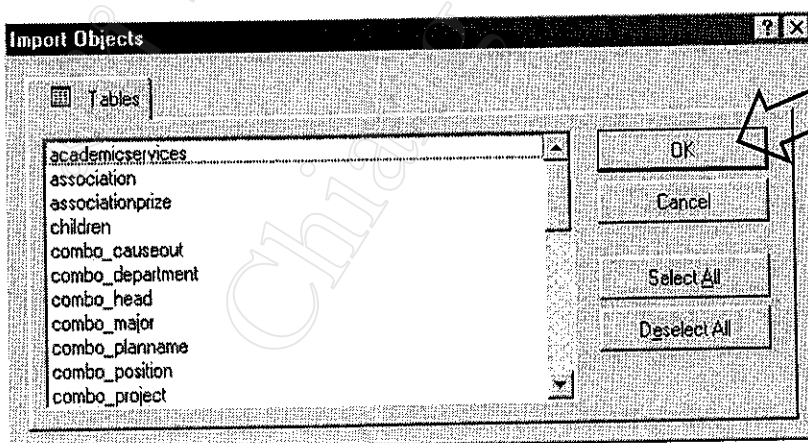 Import Objects
Tables
academicservices
association
associationprize
children
combo_causeout
combo_department
combo_head
combo_major
combo_planname
combo_position
combo_project
OK
Cancel
Select All
Deselect All